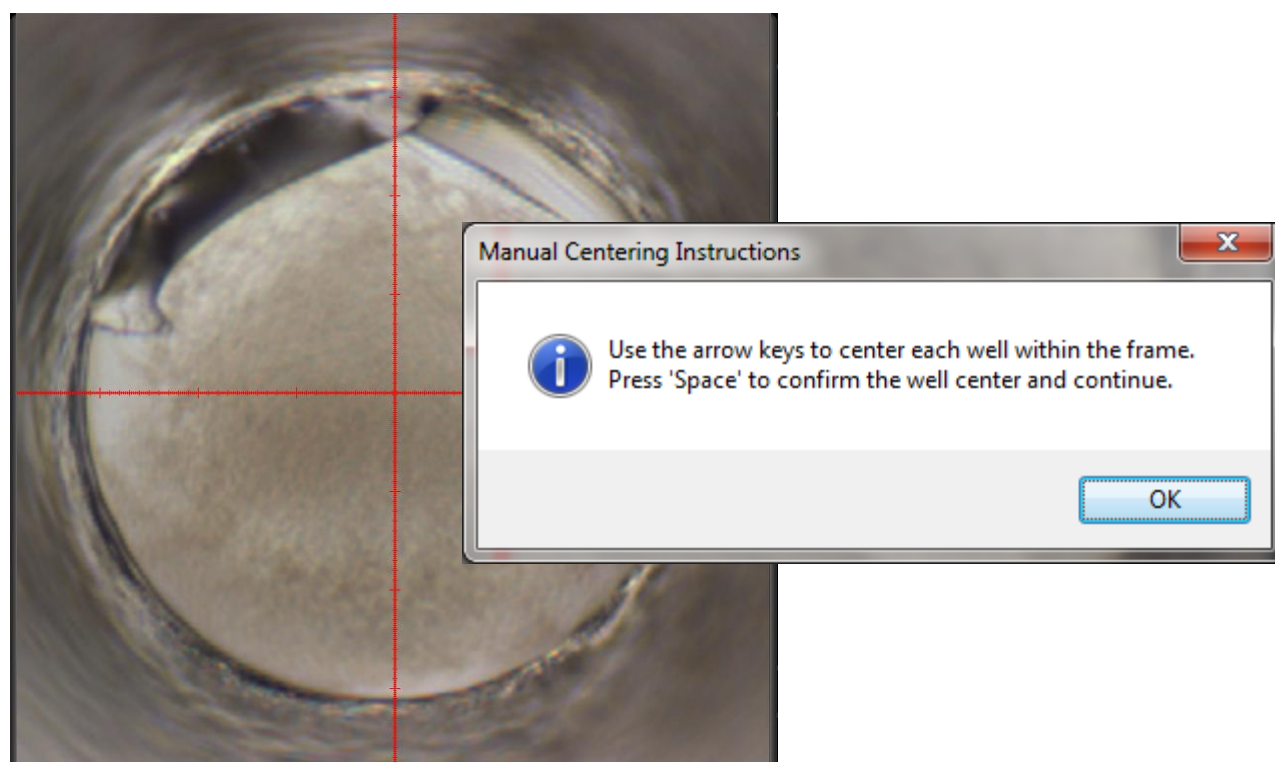 Manual Centering Instructions
Use the arrow keys to center each well within the frame.
Press 'Space' to confirm the well center and continue.
OK